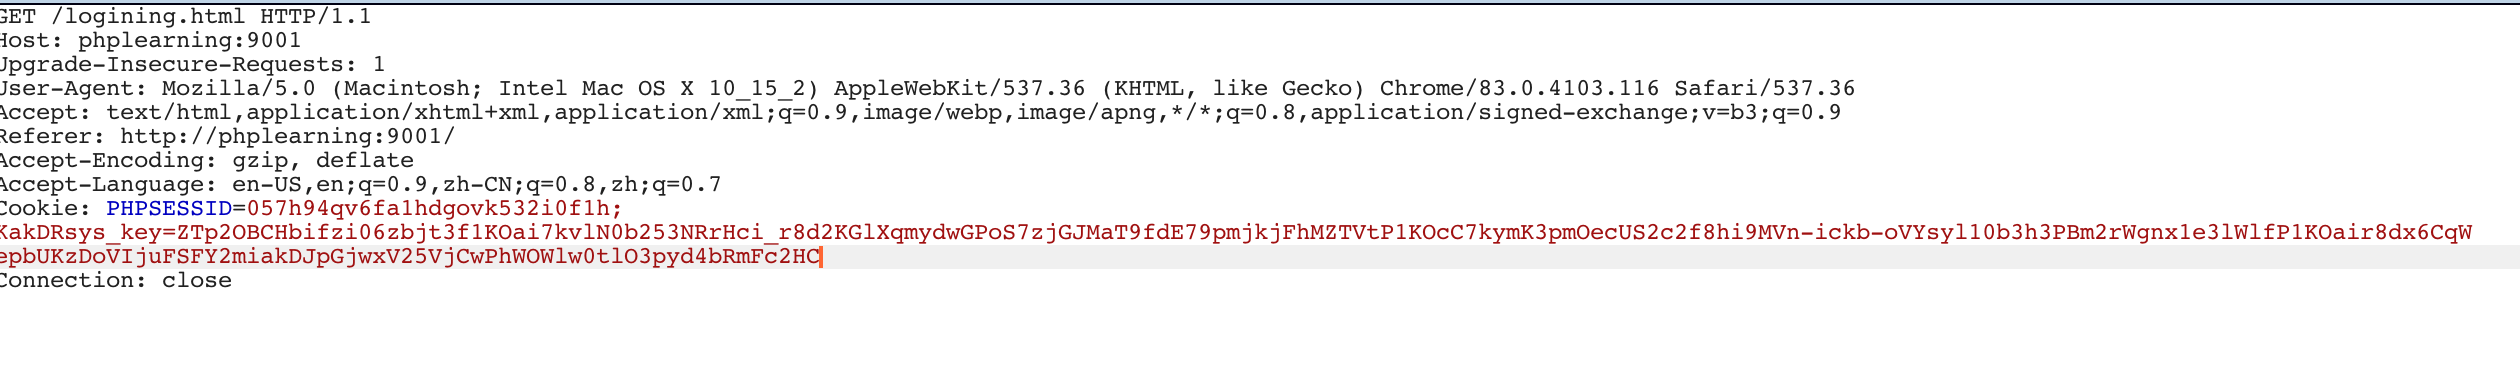 GET /logining.html HTTP/1.1
Host: phplearning:9001
Upgrade-Insecure-Requests: 1
User-Agent: Mozilla/5.0 (Macintosh; Intel Mac OS X 10_15_2) AppleWebKit/537.36 (KHTML, like Gecko) Chrome/83.0.4103.116 Safari/537.36
Accept: text/html,application/xhtml+xml,application/xml;q=0.9,image/webp,image/apng,*/*;q=0.8,application/signed-exchange;v=b3;q=0.9
Referer: http://phplearning:9001/
Accept-Encoding: gzip, deflate
Accept-Language: en-US,en;q=0.9,zh-CN;q=0.8,zh;q=0.7
Cookie: PHPSESSID=057h94qv6fa1hdgovk532i0f1h;
KakDRsys_key=ZTp2OBCHbifzi06zbjt3f1KOai7kvlN0b253NRrHci_r8d2KGlXqmydwGPoS7zjGJMaT9fdE79pmjkjFhMZTVtP1KOcC7kymK3pmOecUS2c2f8hi9MVn-ickb-oVYsyl10b3h3PBm2rWgnx1e3lWlfP1KOair8dx6CqW
epbUKzDoVIjuFSFY2miakDJpGjwxV25VjCwPhWOWlw0tlO3pyd4bRmFc2HC
Connection: close